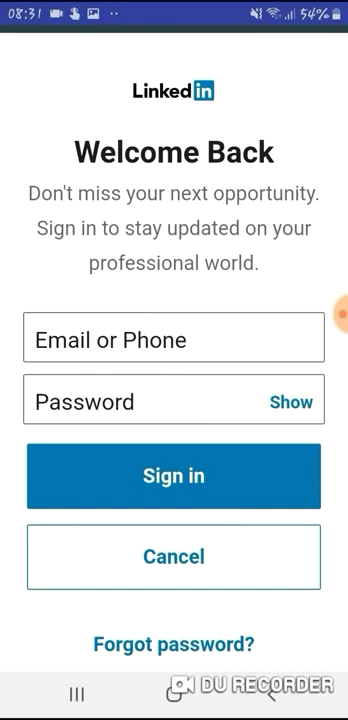 08:31
54%
Linkedin
Welcome Back
Don't miss your next opportunity.
Sign in to stay updated on your
professional world.
Email or Phone
Password
Show
Sign in
Cancel
Forgot password?
DU RECORDER